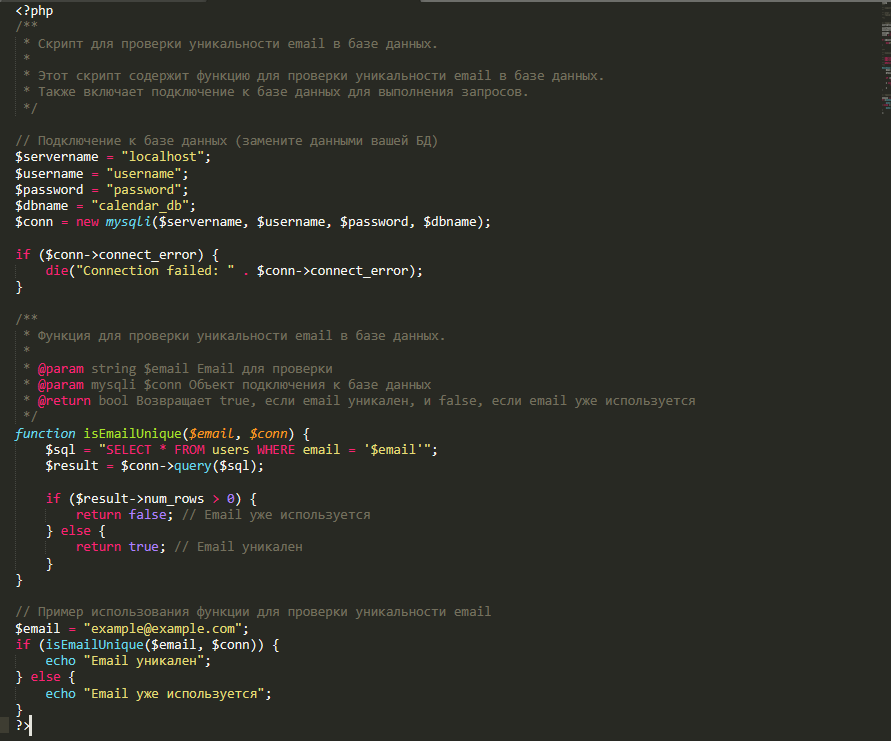 <?php
/**
 * Скрипт для проверки уникальности email в базе данных.
 *
 * Этот скрипт содержит функцию для проверки уникальности email в базе данных.
 * Также включает подключение к базе данных для выполнения запросов.
 */

// Подключение к базе данных (замените данными вашей БД)
$servername = "localhost";
$username = "username";
$password = "password";
$dbname = "calendar_db";
$conn = new mysqli($servername, $username, $password, $dbname);

if ($conn->connect_error) {
    die("Connection failed: " . $conn->connect_error);
}

/**
 * Функция для проверки уникальности email в базе данных.
 *
 * @param string $email Email для проверки
 * @param mysqli $conn Объект подключения к базе данных
 * @return bool Возвращает true, если email уникален, и false, если email уже используется
 */
function isEmailUnique($email, $conn) {
    $sql = "SELECT * FROM users WHERE email = '$email'";
    $result = $conn->query($sql);

    if ($result->num_rows > 0) {
        return false; // Email уже используется
    } else {
        return true; // Email уникален
    }
}

// Пример использования функции для проверки уникальности email
$email = "example@example.com";
if (isEmailUnique($email, $conn)) {
    echo "Email уникален";
} else {
    echo "Email уже используется";
}
?>